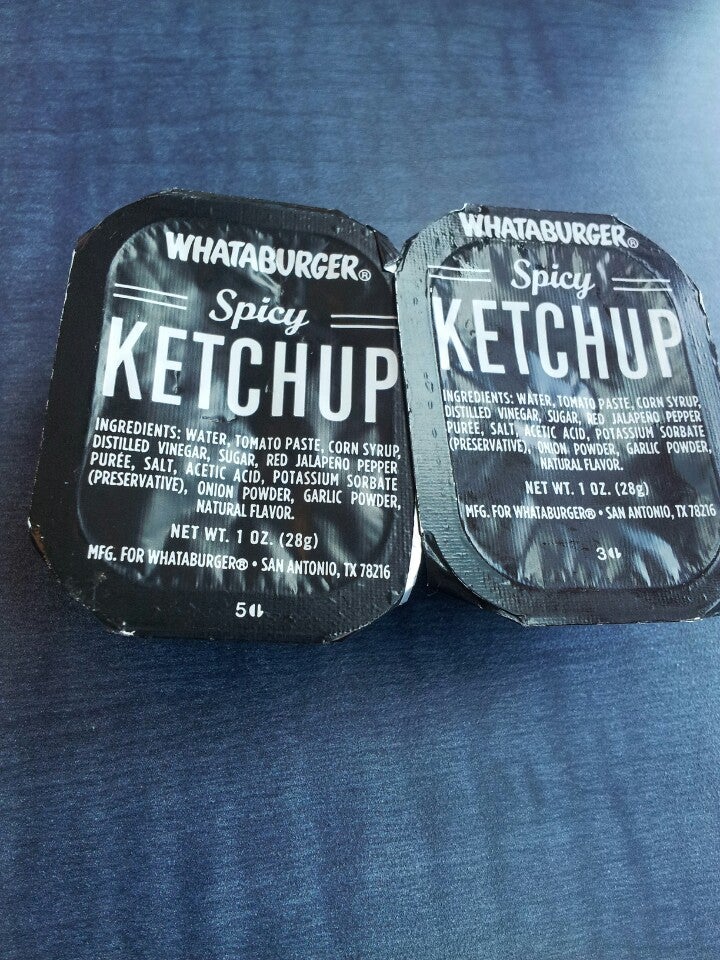 WHATABURGER®
Spicy
KETCHUP
INGREDIENTS: WATER, TOMATO PASTE, CORN SYRUP,
DISTILLED VINEGAR, SUGAR, RED JALAPEÑO PEPPER
PURÉE, SALT, ACETIC ACID, POTASSIUM SORBATE
(PRESERVATIVE), ONION POWDER, GARLIC POWDER,
NATURAL FLAVOR.
NET WT. 1 OZ. (28g)
MFG. FOR WHATABURGER® • SAN ANTONIO, TX 78216
5
WHATABURGER®
Spicy
KETCHUP
INGREDIENTS: WATER, TOMATO PASTE, CORN SYRUP,
DISTILLED VINEGAR, SUGAR, RED JALAPEÑO PEPPER
PURÉE, SALT, ACETIC ACID, POTASSIUM SORBATE
(PRESERVATIVE), ONION POWDER, GARLIC POWDER,
NATURAL FLAVOR.
NET WT. 1 OZ. (28g)
MFG. FOR WHATABURGER® • SAN ANTONIO, TX 78216
3